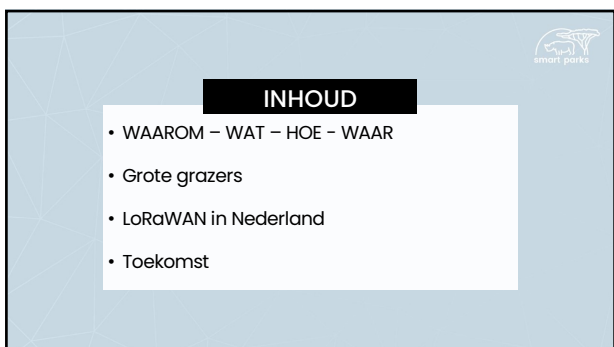 smart parks
INHOUD
• WAAROM – WAT – HOE - WAAR
• Grote grazers
• LoRaWAN in Nederland
• Toekomst